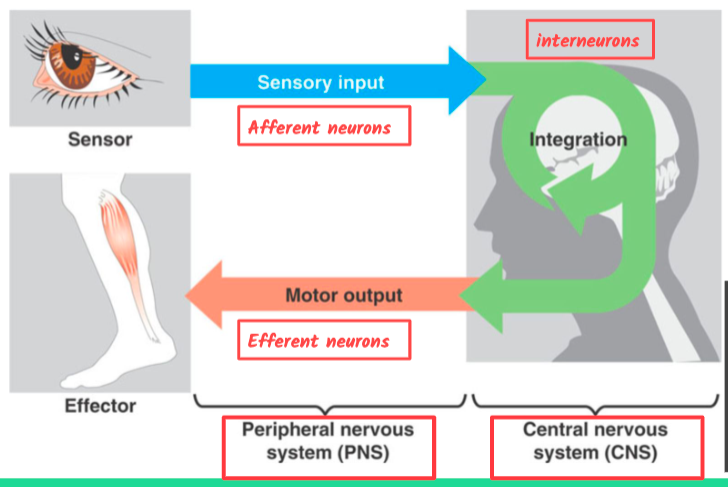 interneurons
Sensory input
Afferent neurons
Sensor
Integration
Motor output
Efferent neurons
Effector
Peripheral nervous
system (PNS)
Central nervous
system (CNS)